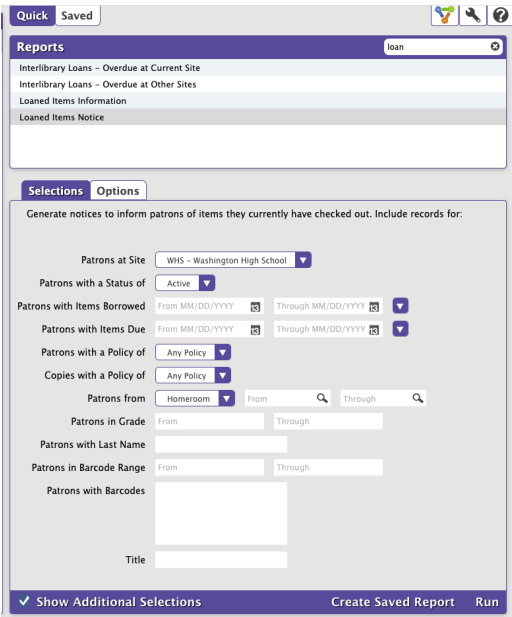 Quick Saved
Reports loan
Interlibrary Loans – Overdue at Current Site
Interlibrary Loans – Overdue at Other Sites
Loaned Items Information
Loaned Items Notice
Selections Options
Generate notices to inform patrons of items they currently have checked out. Include records for:
Patrons at Site WHS – Washington High School
Patrons with a Status of Active
Patrons with Items Borrowed From MM/DD/YYYY 13 Through MM/DD/YYYY 13
Patrons with Items Due From MM/DD/YYYY 13 Through MM/DD/YYYY 13
Patrons with a Policy of Any Policy
Copies with a Policy of Any Policy
Patrons from Homeroom From Through
Patrons in Grade From Through
Patrons with Last Name
Patrons in Barcode Range From Through
Patrons with Barcodes
Title
Show Additional Selections Create Saved Report Run